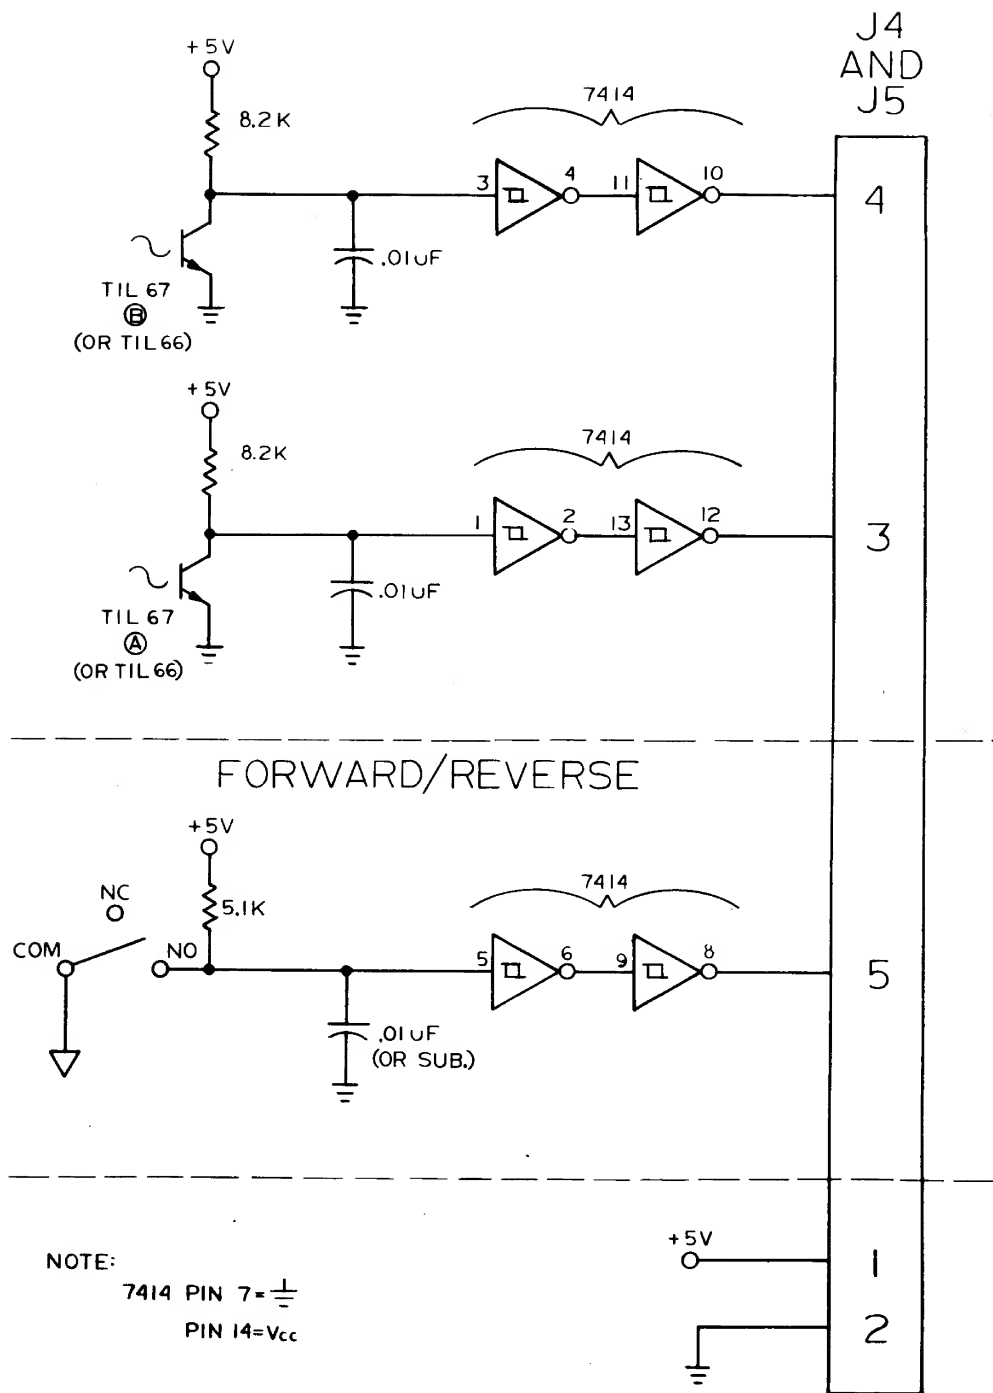 J4
AND
J5
+5V
8.2K
7414
3
4
11
10
4
.01uF
TIL 67
B
(OR TIL66)
+5V
8.2K
7414
1
2
13
12
3
.01uF
TIL 67
A
(OR TIL66)
FORWARD/REVERSE
+5V
NC
5.1K
7414
COM
NO
5
6
9
8
5
.01uF
(OR SUB.)
+5V
1
NOTE:
7414 PIN 7=
PIN 14=Vcc
2